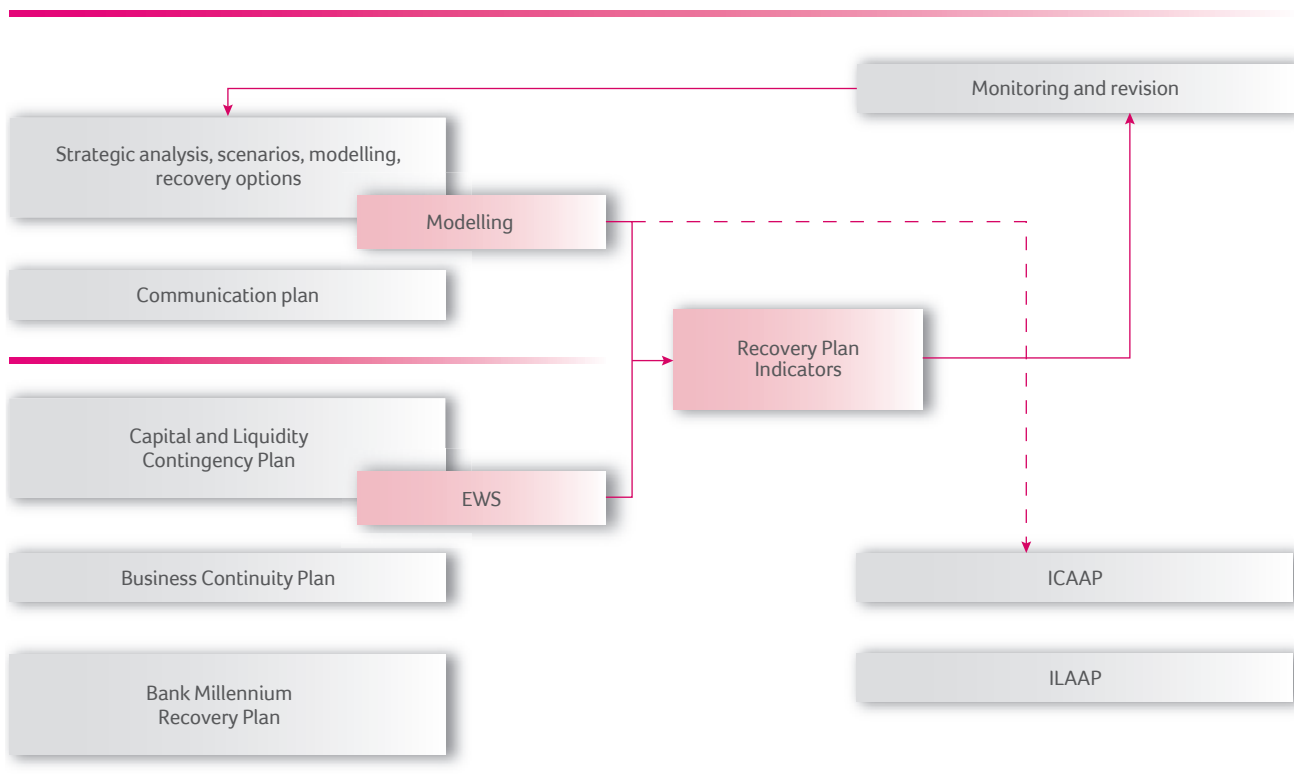 Monitoring and revision
Strategic analysis, scenarios, modelling,
recovery options
Modelling
Communication plan
Recovery Plan
Indicators
Capital and Liquidity
Contingency Plan
EWS
Business Continuity Plan
ICAAP
Bank Millennium
Recovery Plan
ILAAP